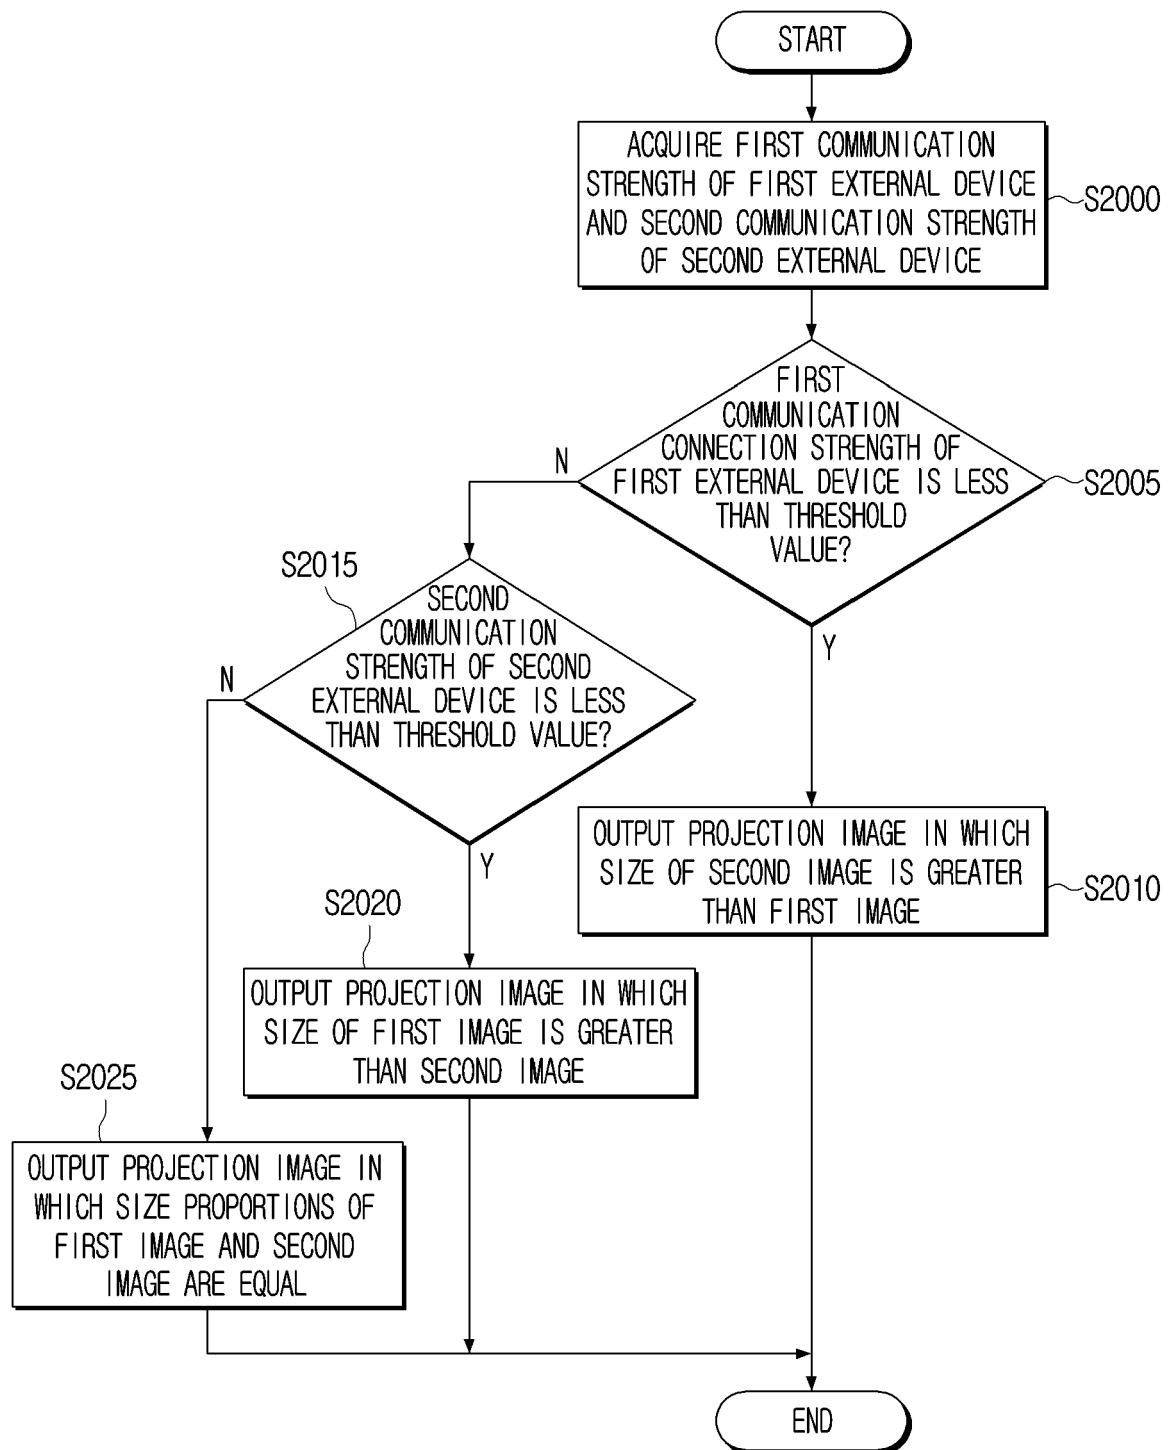 START
ACQUIRE FIRST COMMUNICATION
STRENGTH OF FIRST EXTERNAL DEVICE
AND SECOND COMMUNICATION STRENGTH
OF SECOND EXTERNAL DEVICE
S2000
FIRST
COMMUNICATION
CONNECTION STRENGTH OF
FIRST EXTERNAL DEVICE IS LESS
THAN THRESHOLD
VALUE?
S2005
N
Y
S2015
SECOND
COMMUNICATION
STRENGTH OF SECOND
EXTERNAL DEVICE IS LESS
THAN THRESHOLD VALUE?
N
Y
OUTPUT PROJECTION IMAGE IN WHICH
SIZE OF SECOND IMAGE IS GREATER
THAN FIRST IMAGE
S2010
S2020
OUTPUT PROJECTION IMAGE IN WHICH
SIZE OF FIRST IMAGE IS GREATER
THAN SECOND IMAGE
S2025
OUTPUT PROJECTION IMAGE IN
WHICH SIZE PROPORTIONS OF
FIRST IMAGE AND SECOND
IMAGE ARE EQUAL
END